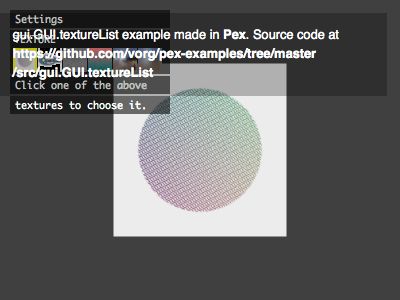 Settings
gui.GUI.textureList example made in Pex. Source code at
TEXTURE
https://github.com/vorg/pex-examples/tree/master
/src/gui.GUI.textureList
Click one of the above
textures to choose it.